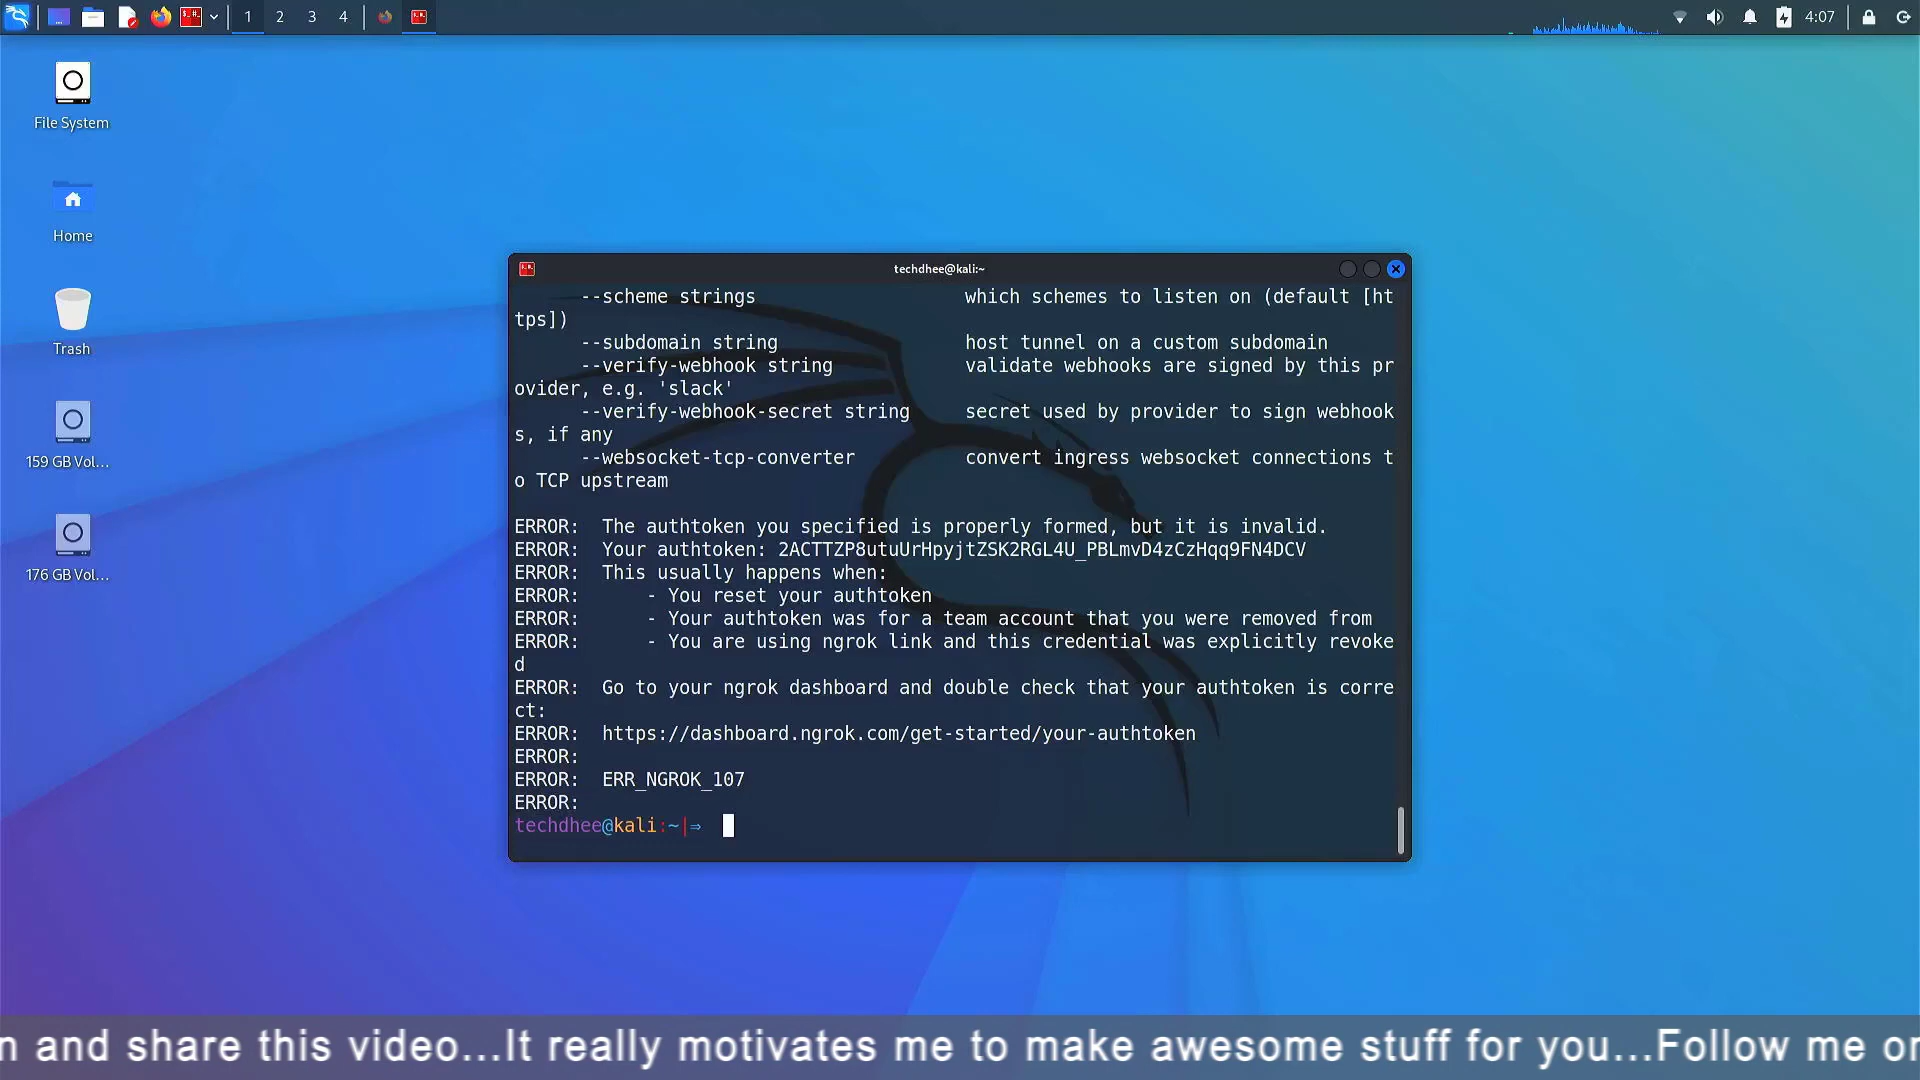 1 2 3 4
4:07
File System
Home
Trash
159 GB Vol...
176 GB Vol...
techdhee@kali:~
--scheme strings which schemes to listen on (default [ht
tps])
--subdomain string host tunnel on a custom subdomain
--verify-webhook string validate webhooks are signed by this pr
ovider, e.g. 'slack'
--verify-webhook-secret string secret used by provider to sign webhook
s, if any
--websocket-tcp-converter convert ingress websocket connections t
o TCP upstream
ERROR: The authtoken you specified is properly formed, but it is invalid.
ERROR: Your authtoken: 2ACTTZP8utuUrHpyjtZSK2RGL4U_PBLmvD4zCzHqq9FN4DCV
ERROR: This usually happens when:
ERROR: - You reset your authtoken
ERROR: - Your authtoken was for a team account that you were removed from
ERROR: - You are using ngrok link and this credential was explicitly revoke
d
ERROR: Go to your ngrok dashboard and double check that your authtoken is corre
ct:
ERROR: https://dashboard.ngrok.com/get-started/your-authtoken
ERROR:
ERROR: ERR_NGROK_107
ERROR:
techdhee@kali:~|⇒
n and share this video...It really motivates me to make awesome stuff for you...Follow me on